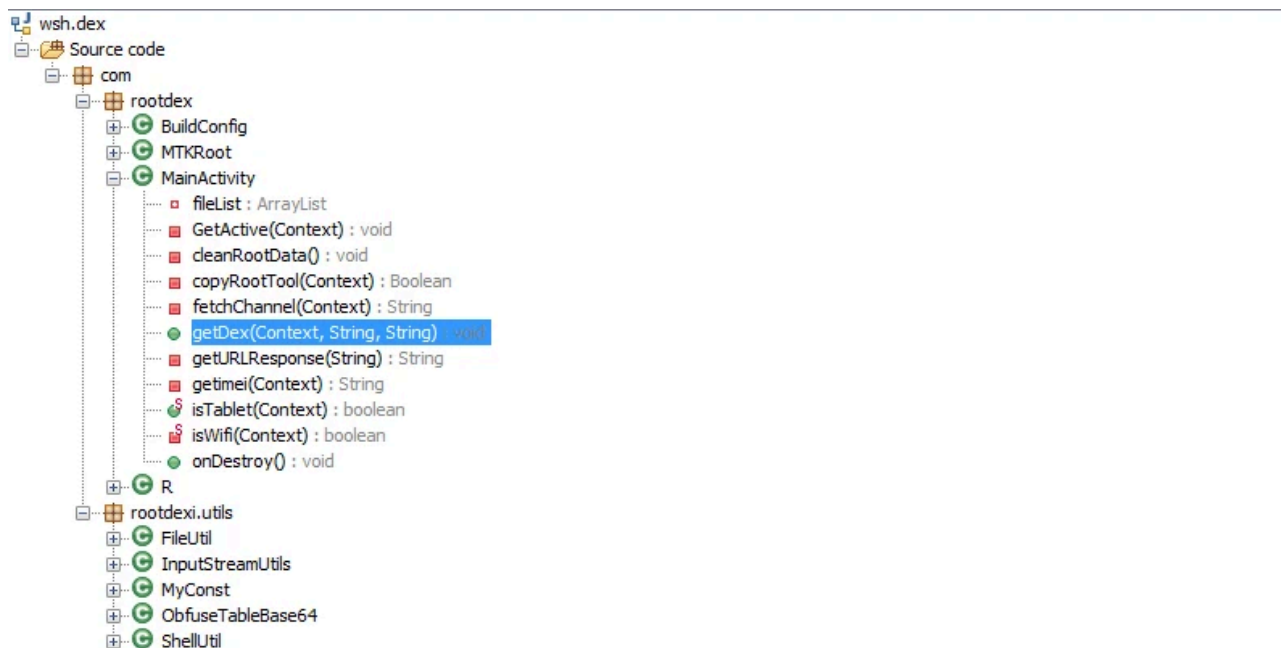 wsh.dex
Source code
com
rootdex
BuildConfig
MTKRoot
MainActivity
fileList : ArrayList
GetActive(Context) : void
cleanRootData() : void
copyRootTool(Context) : Boolean
fetchChannel(Context) : String
getDex(Context, String, String) : void
getURLResponse(String) : String
getimei(Context) : String
isTablet(Context) : boolean
isWifi(Context) : boolean
onDestroy() : void
R
rootdexi.utils
FileUtil
InputStreamUtils
MyConst
ObfuseTableBase64
ShellUtil